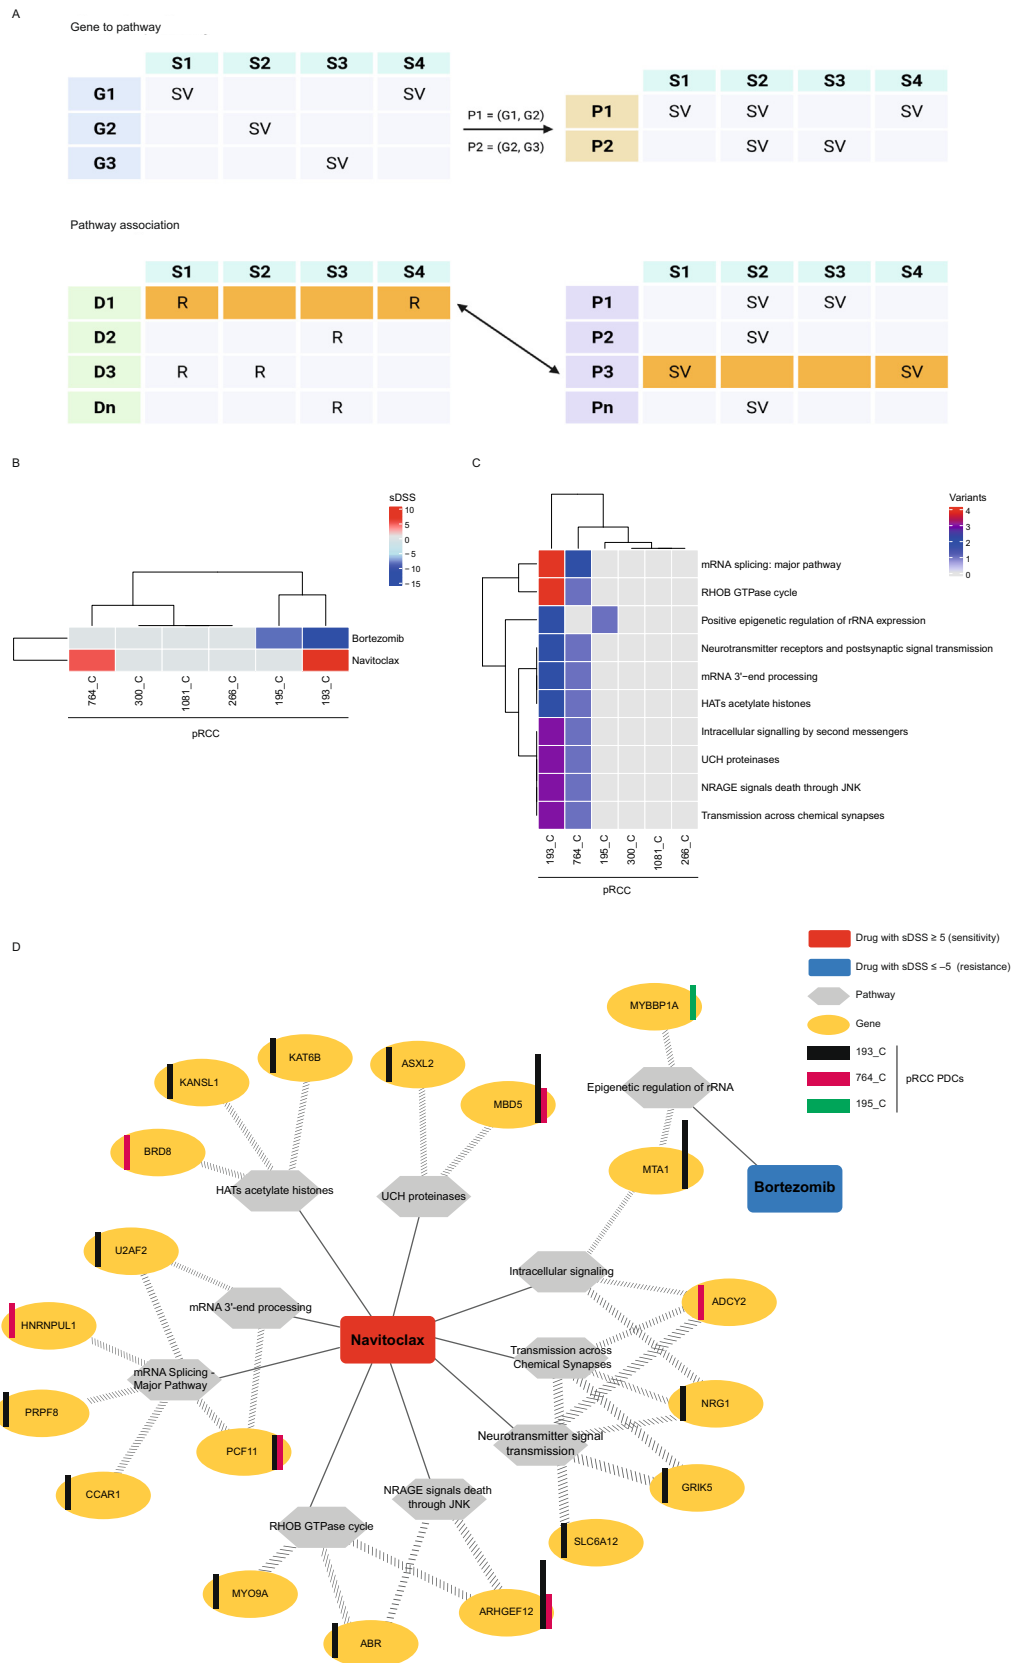 A
Gene to pathway
S1 S2 S3 S4
G1 SV SV
G2 SV
G3 SV
P1 = (G1, G2)
P2 = (G2, G3)
S1 S2 S3 S4
P1 SV SV SV
P2 SV SV
Pathway association
S1 S2 S3 S4
D1 R R
D2 R
D3 R R
Dn R
S1 S2 S3 S4
P1 SV SV
P2 SV
P3 SV SV
Pn SV
B
sDSS
10
5
1
0
−5
−10
−15
Bortezomib
Navitoclax
764_C
300_C
1081_C
266_C
195_C
193_C
pRCC
C
Variants
4
3
2
1
0
mRNA splicing: major pathway
RHOB GTPase cycle
Positive epigenetic regulation of rRNA expression
Neurotransmitter receptors and postsynaptic signal transmission
mRNA 3'−end processing
HATs acetylate histones
Intracellular signalling by second messengers
UCH proteinases
NRAGE signals death through JNK
Transmission across chemical synapses
193_C
764_C
195_C
300_C
1081_C
266_C
pRCC
D
Drug with sDSS ≥ 5 (sensitivity)
Drug with sDSS ≤ –5 (resistance)
Pathway
Gene
193_C
764_C
195_C
pRCC PDCs
MYBBP1A
Epigenetic regulation of rRNA
MTA1
Bortezomib
KAT6B
KANSL1
BRD8
HATs acetylate histones
ASXL2
MBD5
UCH proteinases
U2AF2
mRNA 3'-end processing
HNRNPUL1
mRNA Splicing -
Major Pathway
PRPF8
CCAR1
PCF11
Navitoclax
Intracellular signaling
ADCY2
Transmission across
Chemical Synapses
NRG1
Neurotransmitter signal
transmission
GRIK5
SLC6A12
NRAGE signals death
through JNK
RHOB GTPase cycle
MYO9A
ABR
ARHGEF12